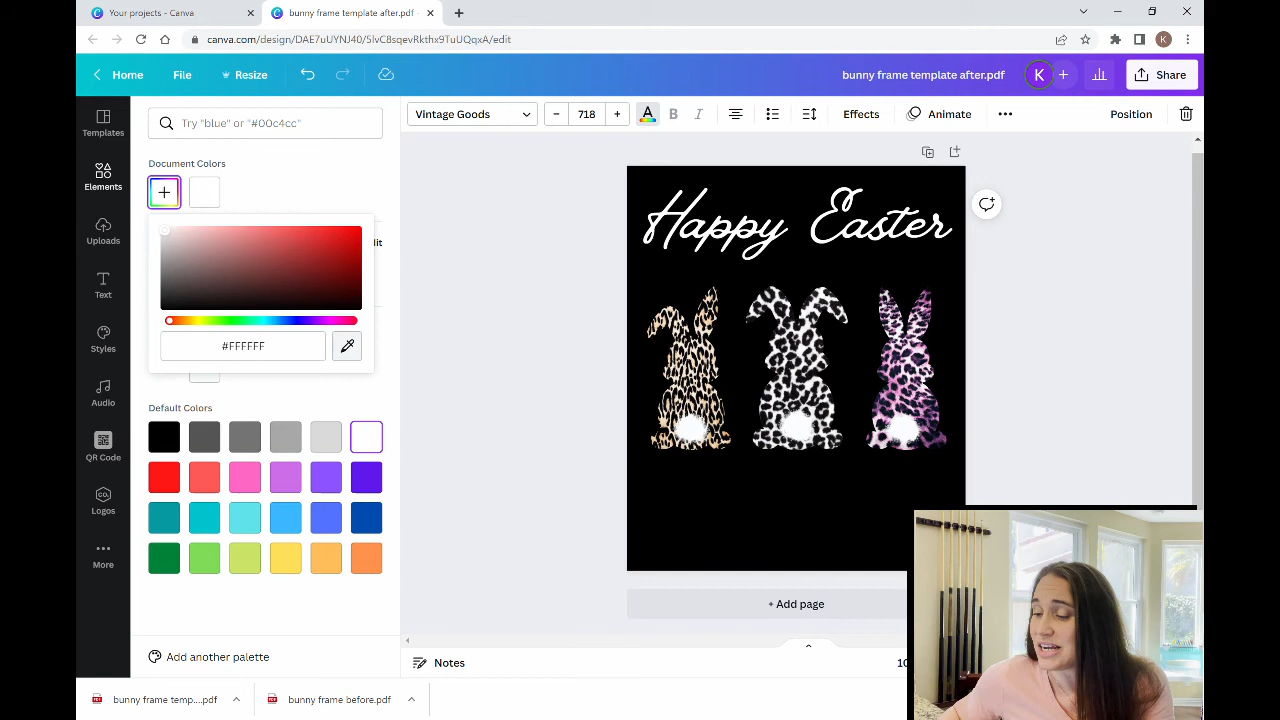 Your projects - Canva
bunny frame template after.pdf -
canva.com/design/DAE7uUYNJ40/5lvC8sqevRkthx9TuUQqxA/edit
K
Home File Resize
bunny frame template after.pdf
K
Share
Templates
Elements
Uploads
Text
Styles
Audio
QR Code
CO.
Logos
More
Try "blue" or "#00c4cc"
Vintage Goods
718
A B I
Effects
Animate
Position
Document Colors
dit
#FFFFFF
Default Colors
Add another palette
Happy Easter
+ Add page
Notes
10
bunny frame temp....pdf
bunny frame before.pdf